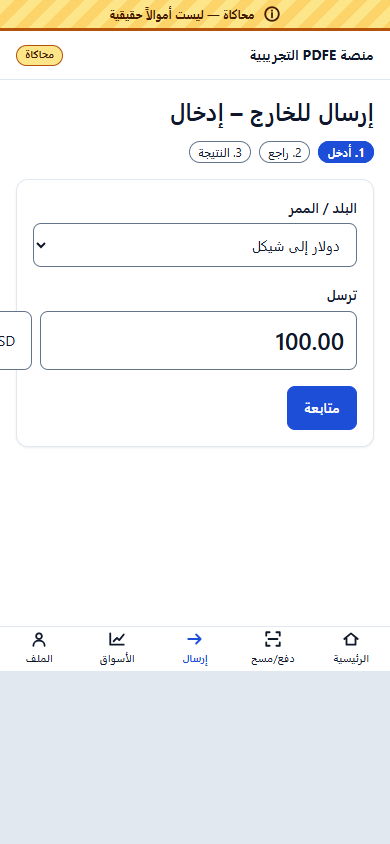 محاكاة — ليست أموالاً حقيقية
منصة PDFE التجريبية
محاكاة
إرسال للخارج – إدخال
1. أدخل
2. راجع
3. النتيجة
البلد / الممر
دولار إلى شيكل
ترسل
100.00
SD
متابعة
الرئيسية
دفع/مسح
إرسال
الأسواق
الملف